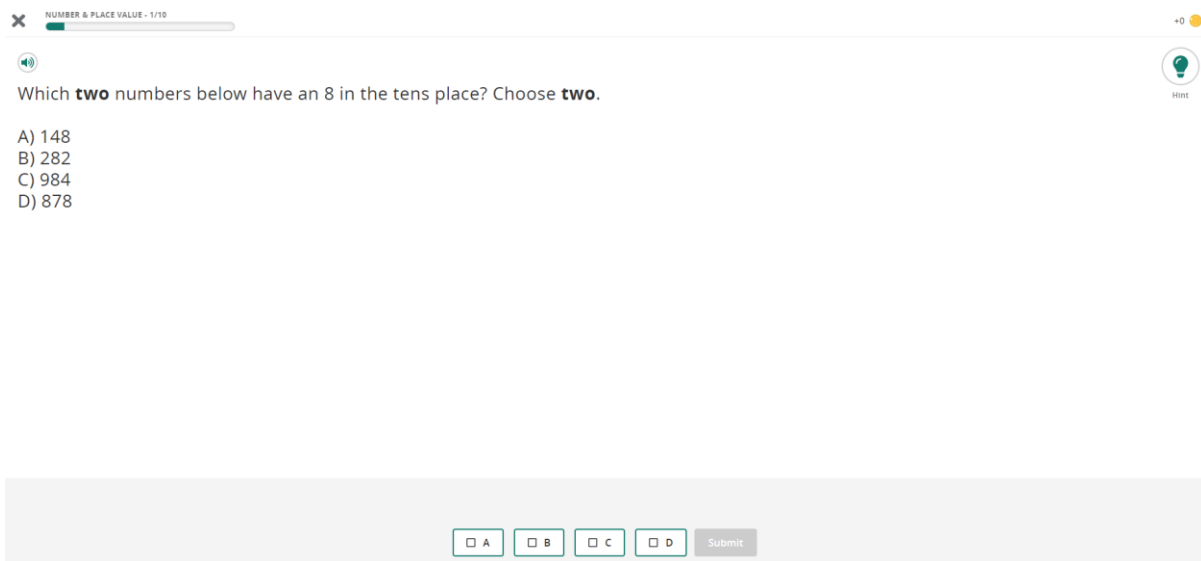 NUMBER & PLACE VALUE - 1/10
+0
Which two numbers below have an 8 in the tens place? Choose two.
Hint
A) 148
B) 282
C) 984
D) 878
A
B
C
D
Submit